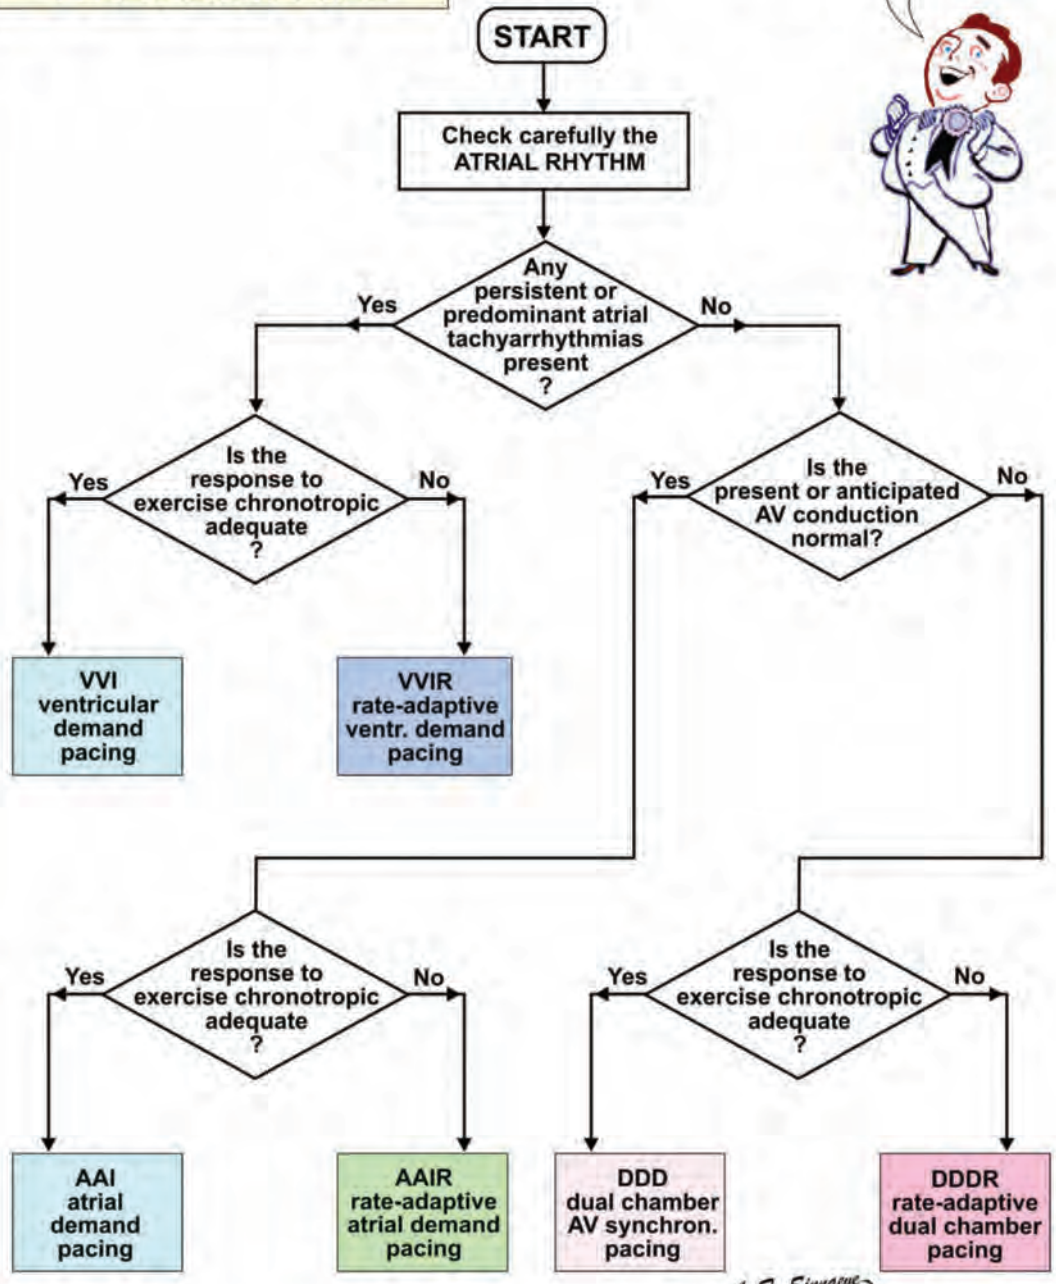 START
Check carefully the
ATRIAL RHYTHM
Any
persistent or
predominant atrial
tachyarrhythmias
present
?
Yes
No
Is the
response to
exercise chronotropic
adequate
?
Yes
No
Is the
present or anticipated
AV conduction
normal?
Yes
No
VVI
ventricular
demand
pacing
VVIR
rate-adaptive
ventr. demand
pacing
Is the
response to
exercise chronotropic
adequate
?
Yes
No
Is the
response to
exercise chronotropic
adequate
?
Yes
No
AAI
atrial
demand
pacing
AAIR
rate-adaptive
atrial demand
pacing
DDD
dual chamber
AV synchron.
pacing
DDDR
rate-adaptive
dual chamber
pacing